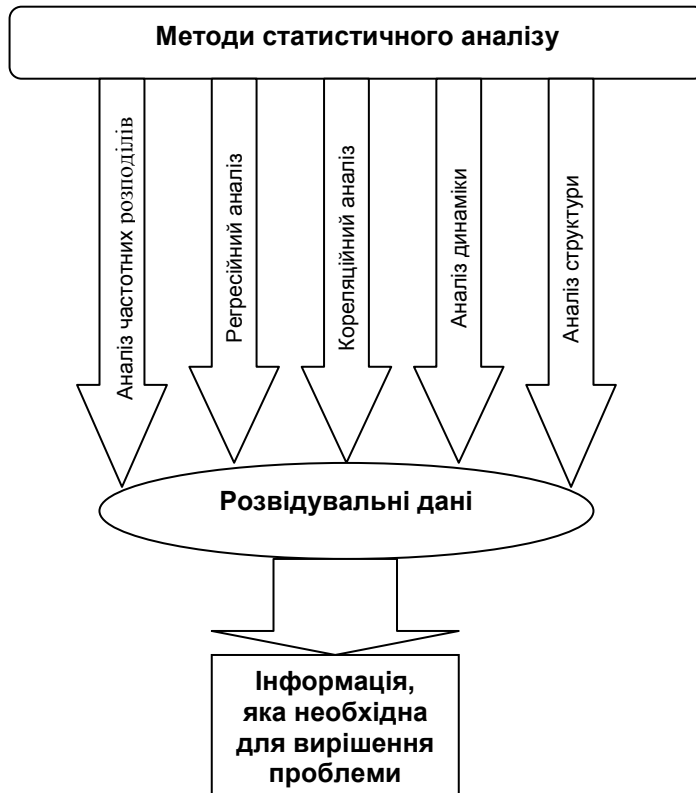 Методи статистичного аналізу
Аналіз частотних розподілів
Регресійний аналіз
Кореляційний аналіз
Аналіз динаміки
Аналіз структури
Розвідувальні дані
Інформація,
яка необхідна
для вирішення
проблеми